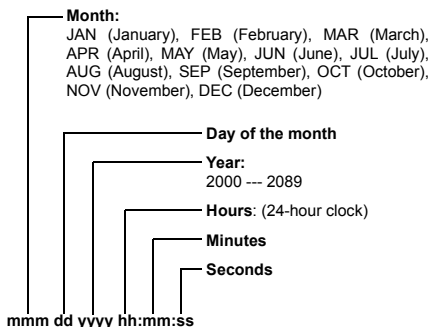 Month:
JAN (January), FEB (February), MAR (March),
APR (April), MAY (May), JUN (June), JUL (July),
AUG (August), SEP (September), OCT (October),
NOV (November), DEC (December)
Day of the month
Year:
2000 --- 2089
Hours: (24-hour clock)
Minutes
Seconds
mmm dd yyyy hh:mm:ss